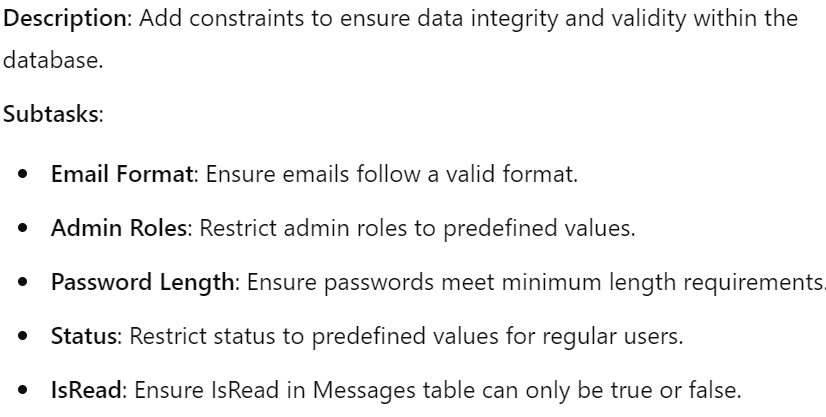 Description: Add constraints to ensure data integrity and validity within the
database.
Subtasks:
• Email Format: Ensure emails follow a valid format.
• Admin Roles: Restrict admin roles to predefined values.
• Password Length: Ensure passwords meet minimum length requirements.
• Status: Restrict status to predefined values for regular users.
• IsRead: Ensure IsRead in Messages table can only be true or false.